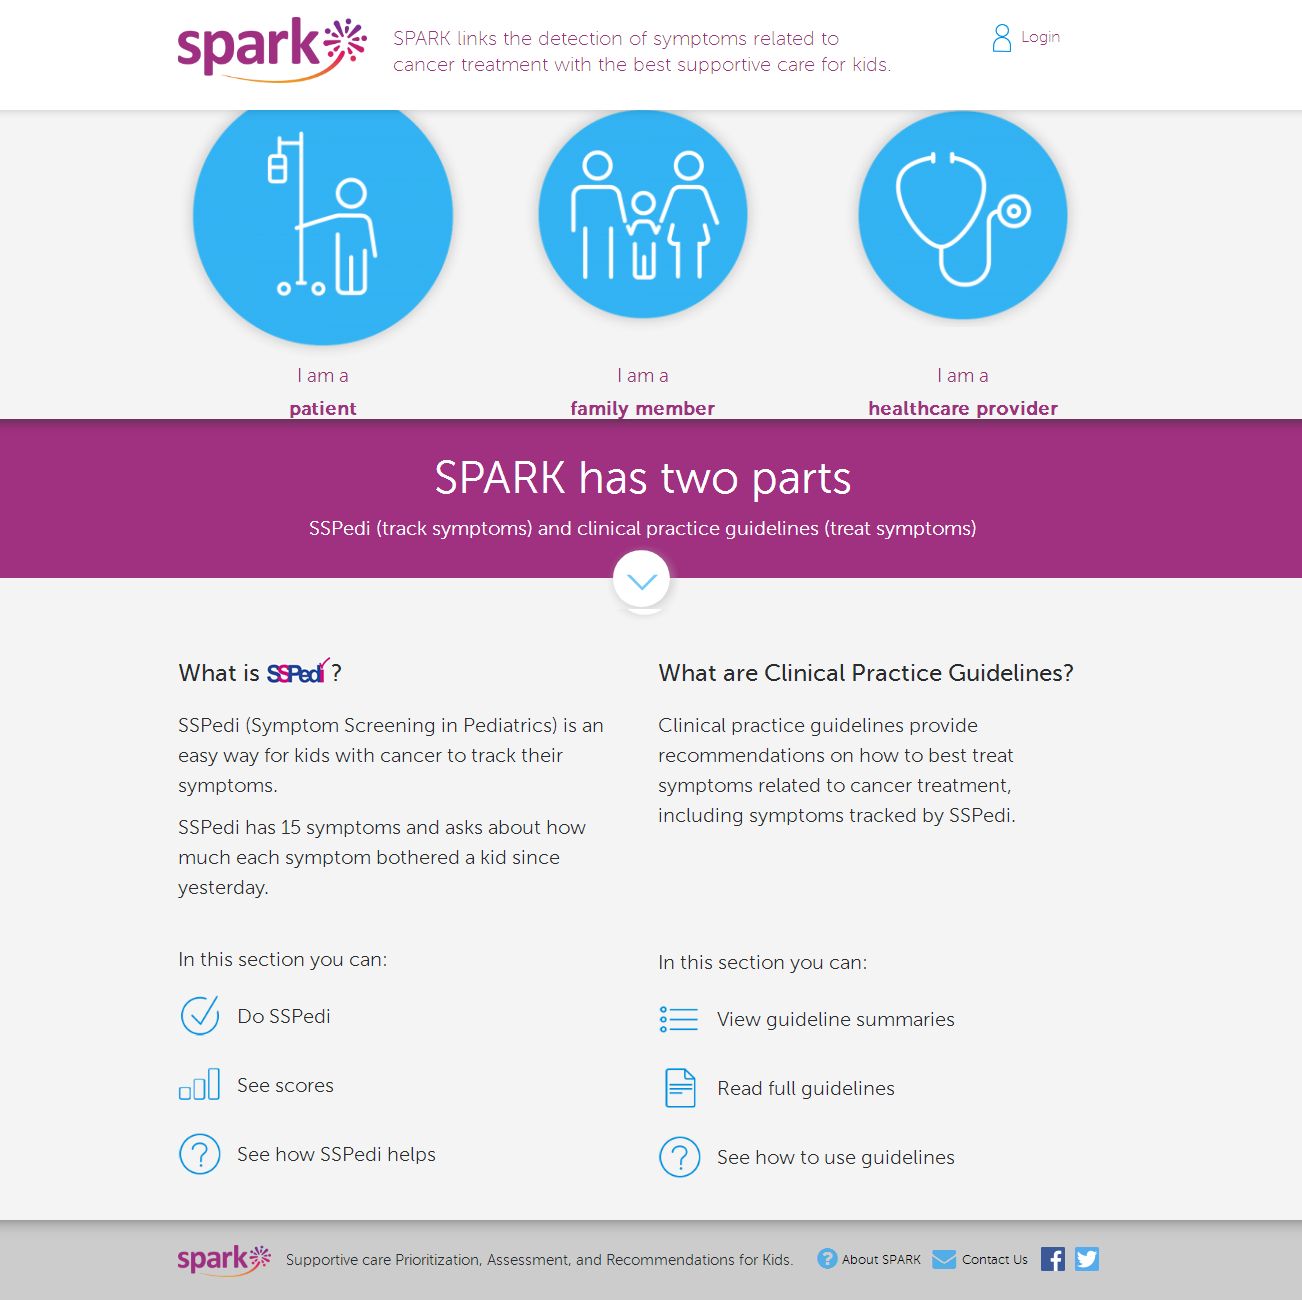 spark
SPARK links the detection of symptoms related to
cancer treatment with the best supportive care for kids.
Login
I am a
patient
I am a
family member
I am a
healthcare provider
SPARK has two parts
SSPedi (track symptoms) and clinical practice guidelines (treat symptoms)
What is SSPedi ?
SSPedi (Symptom Screening in Pediatrics) is an
easy way for kids with cancer to track their
symptoms.
SSPedi has 15 symptoms and asks about how
much each symptom bothered a kid since
yesterday.
In this section you can:
Do SSPedi
See scores
? See how SSPedi helps
What are Clinical Practice Guidelines?
Clinical practice guidelines provide
recommendations on how to best treat
symptoms related to cancer treatment,
including symptoms tracked by SSPedi.
In this section you can:
View guideline summaries
Read full guidelines
? See how to use guidelines
spark Supportive care Prioritization, Assessment, and Recommendations for Kids. ? About SPARK Contact Us f